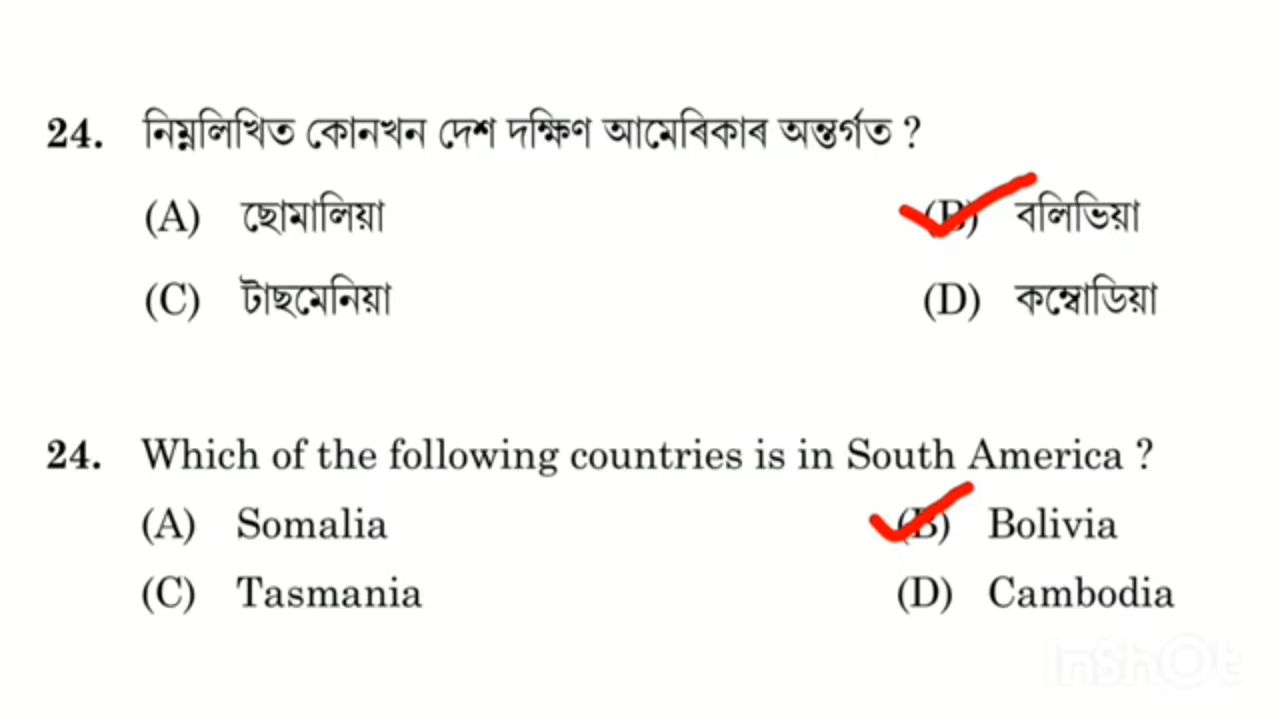 24. নিম্নলিখিত কোনখন দেশ দক্ষিণ আমেৰিকাৰ অন্তৰ্গত ?
(A) ছোমালিয়া (B) বলিভিয়া
(C) টাছমেনিয়া (D) কম্বোডিয়া
24. Which of the following countries is in South America ?
(A) Somalia (B) Bolivia
(C) Tasmania (D) Cambodia
InShOt